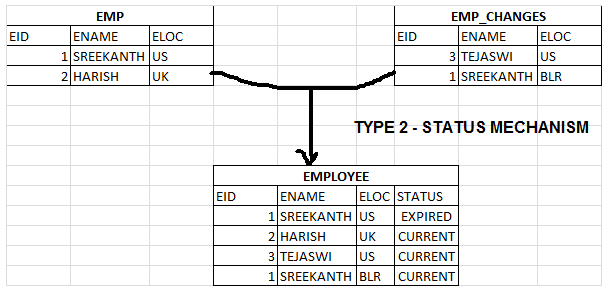 EMP EMP_CHANGES
EID ENAME ELOC EID ENAME ELOC
1 SREEKANTH US 3 TEJASWI US
2 HARISH UK 1 SREEKANTH BLR
TYPE 2 - STATUS MECHANISM
EMPLOYEE
EID ENAME ELOC STATUS
1 SREEKANTH US EXPIRED
2 HARISH UK CURRENT
3 TEJASWI US CURRENT
1 SREEKANTH BLR CURRENT